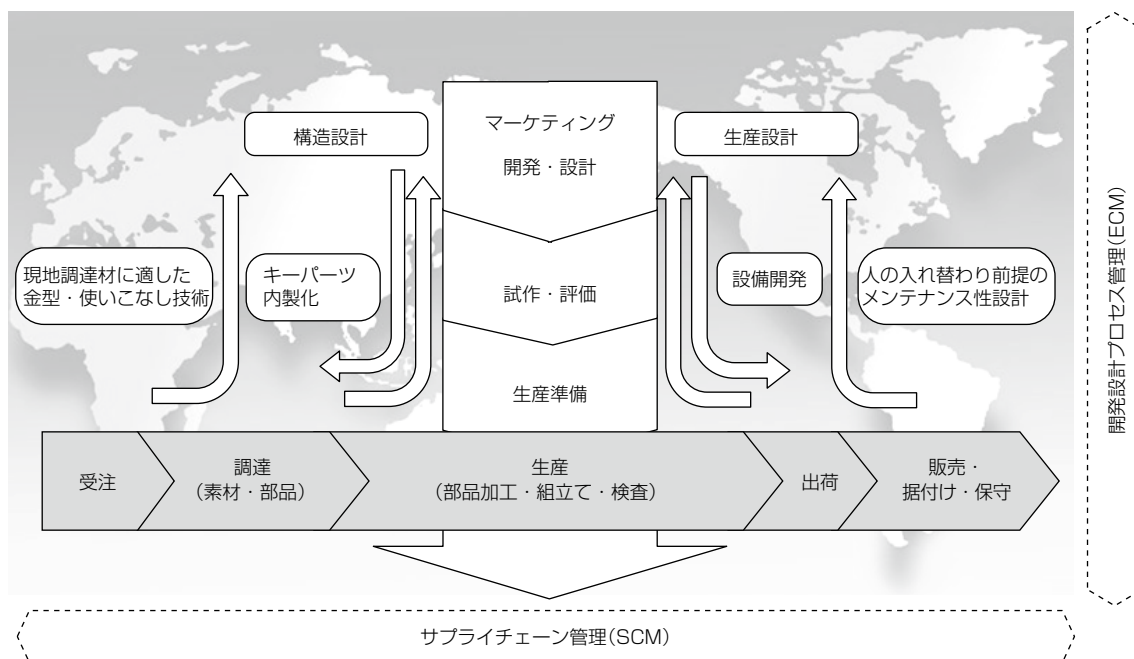 マーケティング
開発・設計
構造設計
生産設計
現地調達材に適した
金型・使いこなし技術
キーパーツ
内製化
試作・評価
設備開発
人の入れ替わり前提の
メンテナンス性設計
生産準備
受注
調達
(素材・部品)
生産
(部品加工・組立て・検査)
出荷
販売・
据付け・保守
サプライチェーン管理(SCM)
開発設計プロセス管理(ECM)